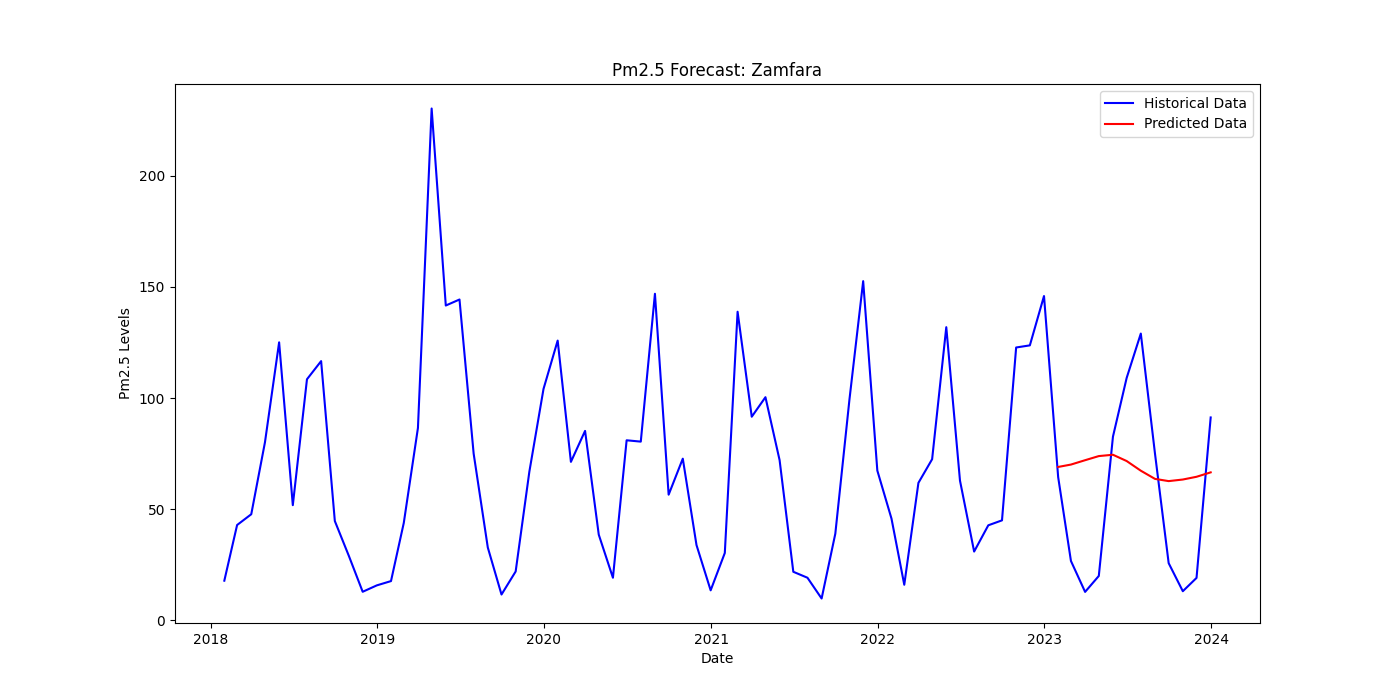 Pm2.5 Forecast: Zamfara
Historical Data
Predicted Data
Pm2.5 Levels
200
150
100
50
0
2018 2019 2020 2021 2022 2023 2024
Date